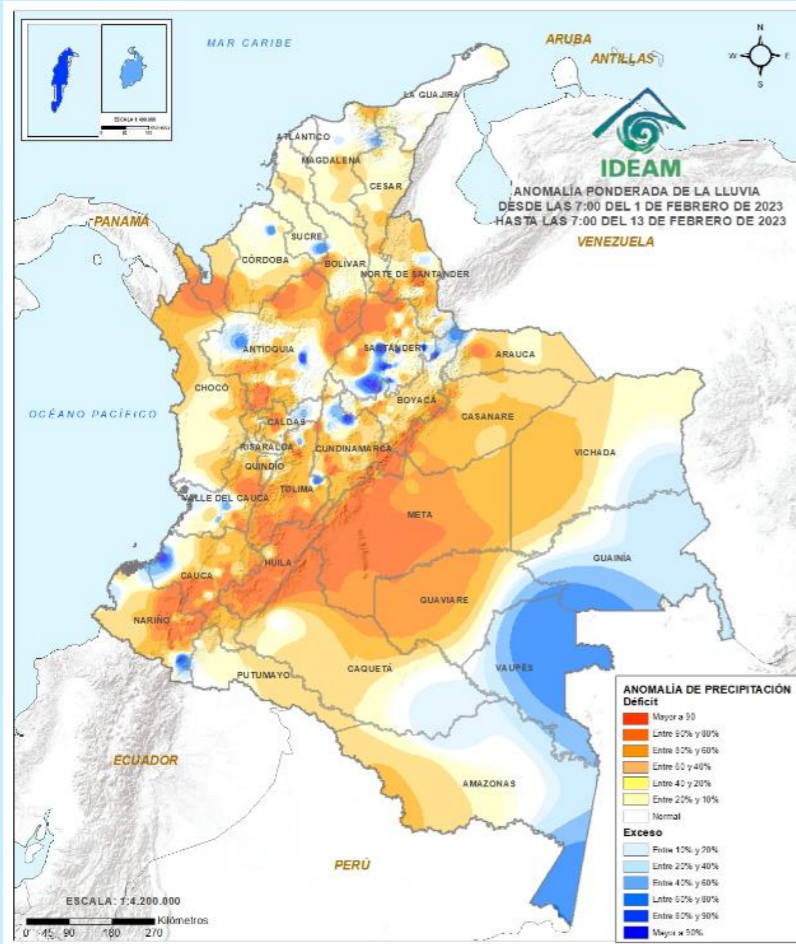 MAR CARIBE
ARUBA
ANTILLAS
N
W
E
S
ESCALA 1:400.000
LA GUAJIRA
ATLÁNTICO
MAGDALENA
CESAR
IDEAM
ANOMALÍA PONDERADA DE LA LLUVIA
DESDE LAS 7:00 DEL 1 DE FEBRERO DE 2023
HASTA LAS 7:00 DEL 13 DE FEBRERO DE 2023
PANAMÁ
VENEZUELA
SUCRE
CÓRDOBA
BOLIVAR
NORTE DE SANTANDER
ANTIOQUIA
SANTANDER
ARAUCA
CHOCÓ
BOYACÁ
CASANARE
OCÉANO PACÍFICO
CALDAS
RISARALDA
CUNDINAMARCA
VICHADA
QUINDIO
TOLIMA
VALLE DEL CAUCA
META
GUAINÍA
CAUCA
HUILA
GUAVIARE
NARIÑO
VAUPÉS
CAQUETÁ
PUTUMAYO
ECUADOR
AMAZONAS
PERÚ
ANOMALÍA DE PRECIPITACIÓN
Déficit
Mayor a 90
Entre 90% y 80%
Entre 80% y 60%
Entre 60 y 40%
Entre 40 y 20%
Entre 20% y 10%
Normal
Exceso
Entre 10% y 20%
Entre 20% y 40%
Entre 40% y 60%
Entre 60% y 80%
Entre 80% y 90%
Mayor a 90%
ESCALA: 1:4.200.000
Kilómetros
0 45 90 180 270